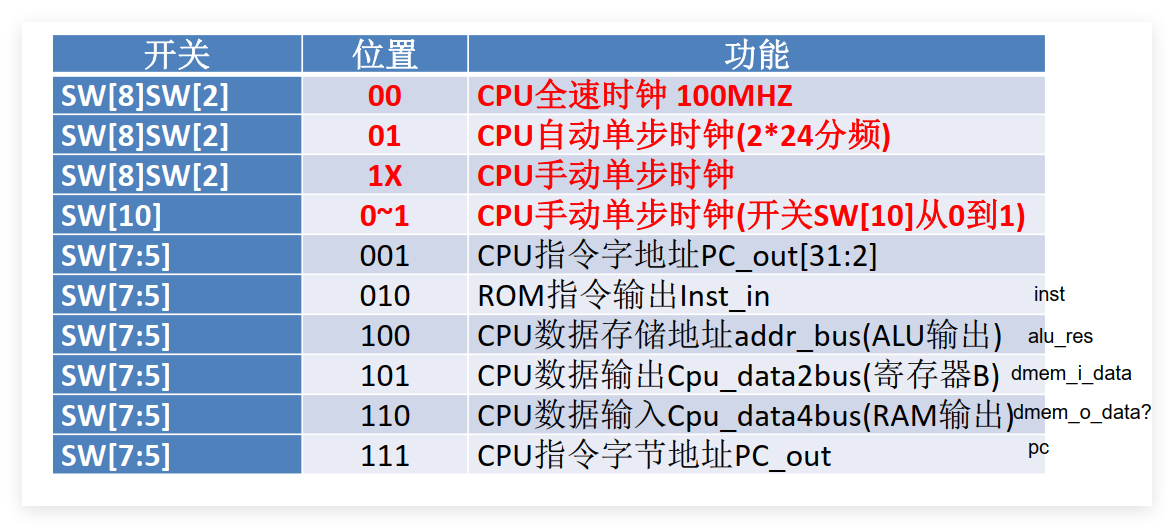 开关 位置 功能
SW[8]SW[2] 00 CPU全速时钟 100MHZ
SW[8]SW[2] 01 CPU自动单步时钟(2*24分频)
SW[8]SW[2] 1X CPU手动单步时钟
SW[10] 0~1 CPU手动单步时钟(开关SW[10]从0到1)
SW[7:5] 001 CPU指令字地址PC_out[31:2]
SW[7:5] 010 ROM指令输出Inst_in inst
SW[7:5] 100 CPU数据存储地址addr_bus(ALU输出) alu_res
SW[7:5] 101 CPU数据输出Cpu_data2bus(寄存器B) dmem_i_data
SW[7:5] 110 CPU数据输入Cpu_data4bus(RAM输出) dmem_o_data?
SW[7:5] 111 CPU指令字节地址PC_out pc